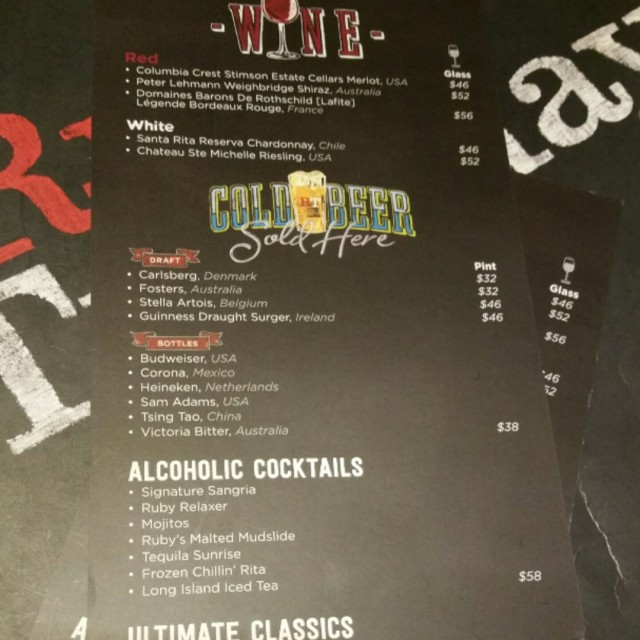 -WINE-
Red
Glass
• Columbia Crest Stimson Estate Cellars Merlot, USA $46
• Peter Lehmann Weighbridge Shiraz, Australia $52
• Domaines Barons De Rothschild [Lafite]
Légende Bordeaux Rouge, France $56
White
• Santa Rita Reserva Chardonnay, Chile $46
• Chateau Ste Michelle Riesling, USA $52
COLD BEER
RT
Sold Here
DRAFT
Pint
• Carlsberg, Denmark $32
• Fosters, Australia $32
• Stella Artois, Belgium $46
• Guinness Draught Surger, Ireland $46
BOTTLES
• Budweiser, USA
• Corona, Mexico
• Heineken, Netherlands
• Sam Adams, USA
• Tsing Tao, China
• Victoria Bitter, Australia $38
ALCOHOLIC COCKTAILS
• Signature Sangria
• Ruby Relaxer
• Mojitos
• Ruby's Malted Mudslide
• Tequila Sunrise
• Frozen Chillin' Rita
• Long Island Iced Tea $58
ULTIMATE CLASSICS
Glass
$46
$52
$56
A